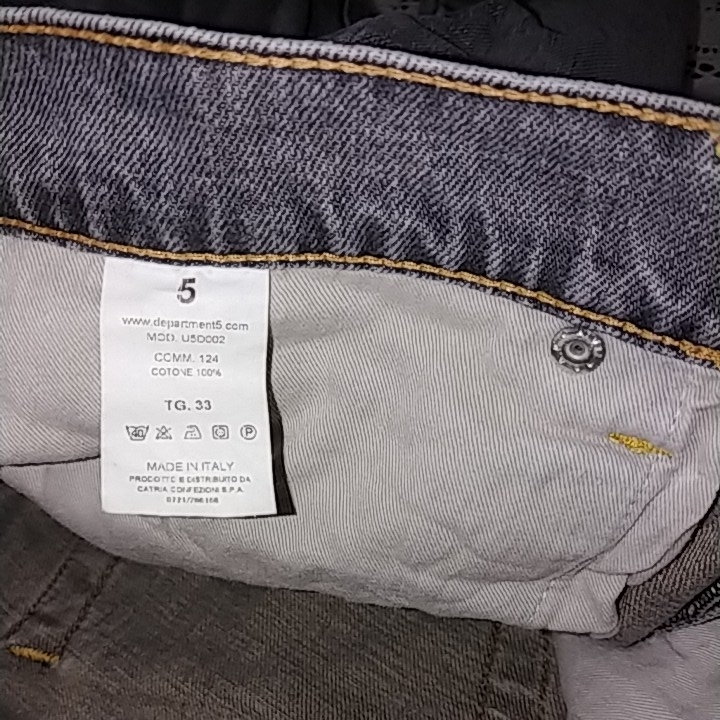 5
www.department5.com
MOD. U5D002
COMM. 124
COTONE 100%
TG. 33
40 P
MADE IN ITALY
PRODOTTO E DISTRIBUITO DA
CATRIA CONFEZIONI S.P.A.